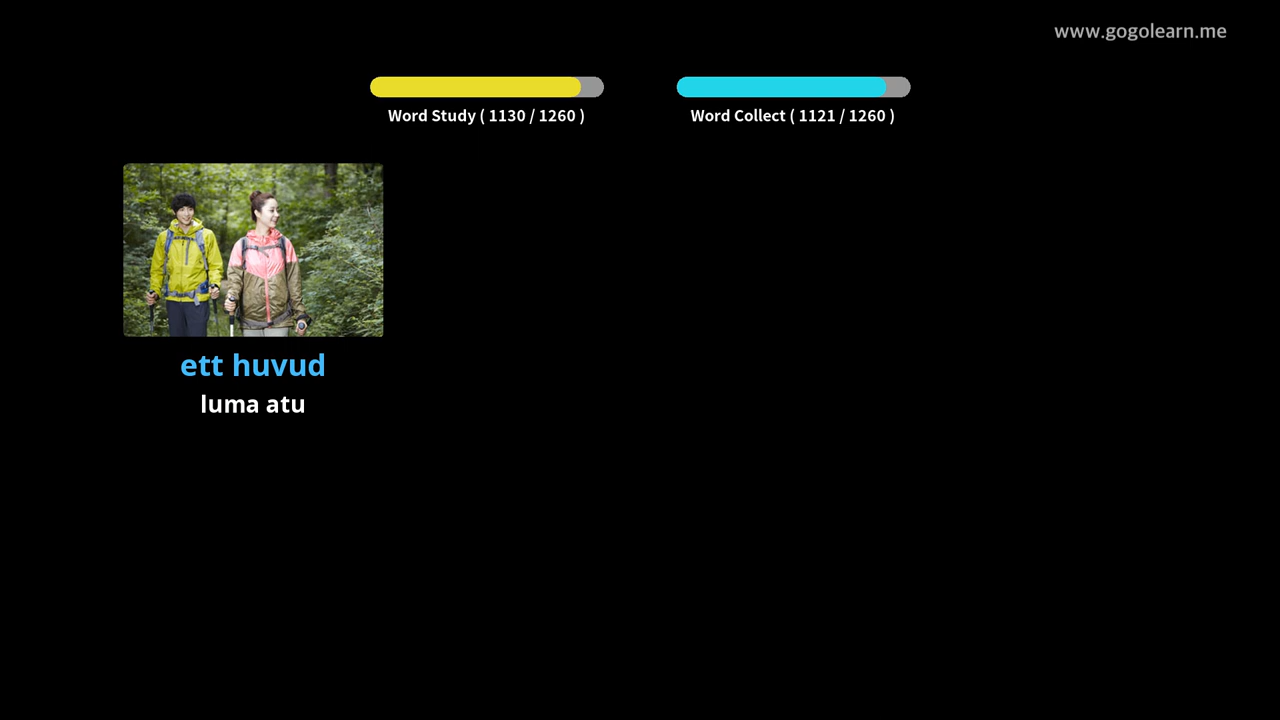 www.gogolearn.me
Word Study ( 1130 / 1260 )
Word Collect ( 1121 / 1260 )
ett huvud
luma atu